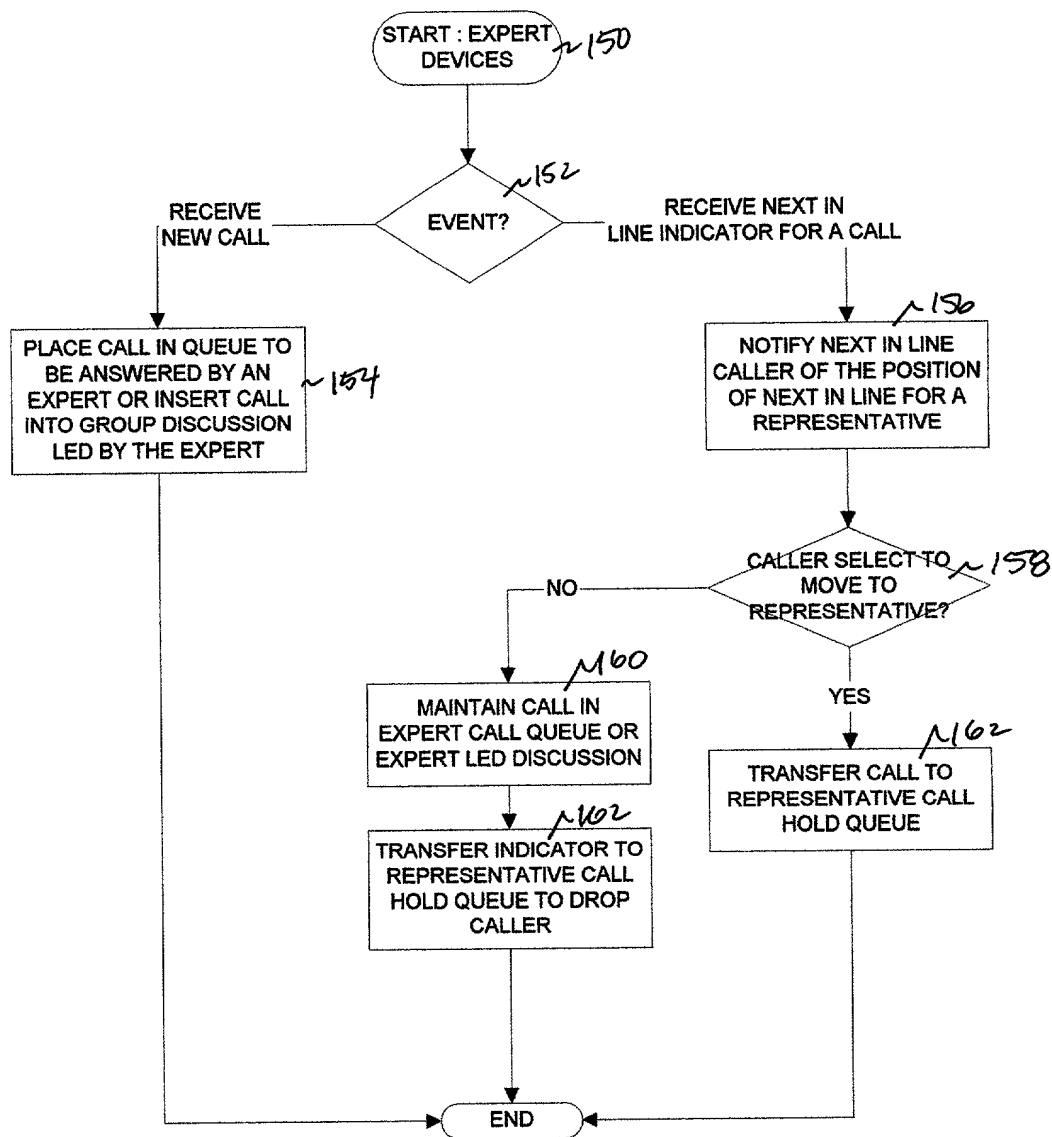 START : EXPERT
DEVICES
~150
~152
EVENT?
RECEIVE
NEW CALL
RECEIVE NEXT IN
LINE INDICATOR FOR A CALL
PLACE CALL IN QUEUE TO
BE ANSWERED BY AN
EXPERT OR INSERT CALL
INTO GROUP DISCUSSION
LED BY THE EXPERT
~154
~156
NOTIFY NEXT IN LINE
CALLER OF THE POSITION
OF NEXT IN LINE FOR A
REPRESENTATIVE
CALLER SELECT TO
MOVE TO
REPRESENTATIVE?
~158
NO
YES
~160
MAINTAIN CALL IN
EXPERT CALL QUEUE OR
EXPERT LED DISCUSSION
~162
TRANSFER CALL TO
REPRESENTATIVE CALL
HOLD QUEUE
~162
TRANSFER INDICATOR TO
REPRESENTATIVE CALL
HOLD QUEUE TO DROP
CALLER
END